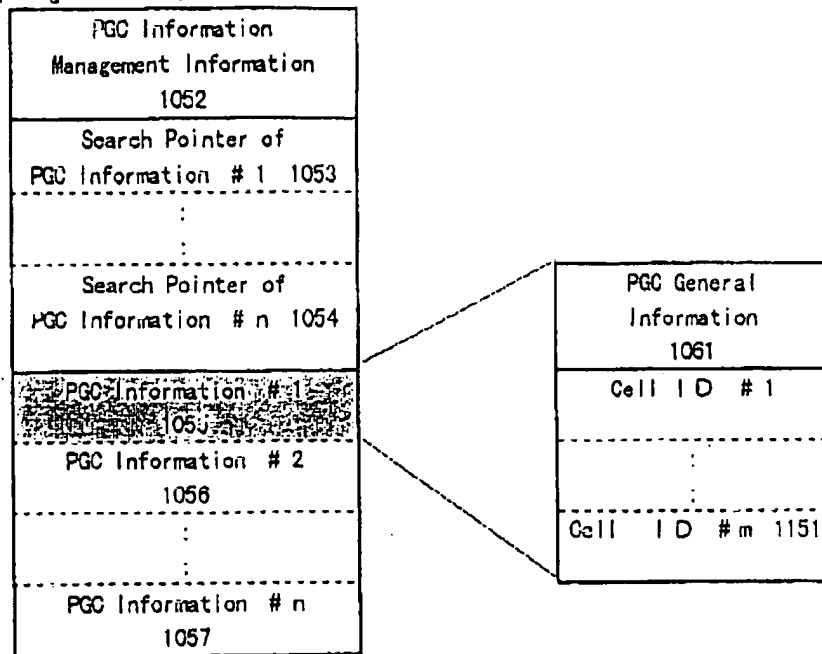 PGC Information
Management Information
1052
Search Pointer of
PGC Information # 1 1053
:
:
Search Pointer of
PGC Information # n 1054
PGC Information # 1
PGC Information # 2
1056
:
:
PGC Information # n
1057
PGC General
Information
1061
Cell ID # 1
:
:
Cell ID # m 1151